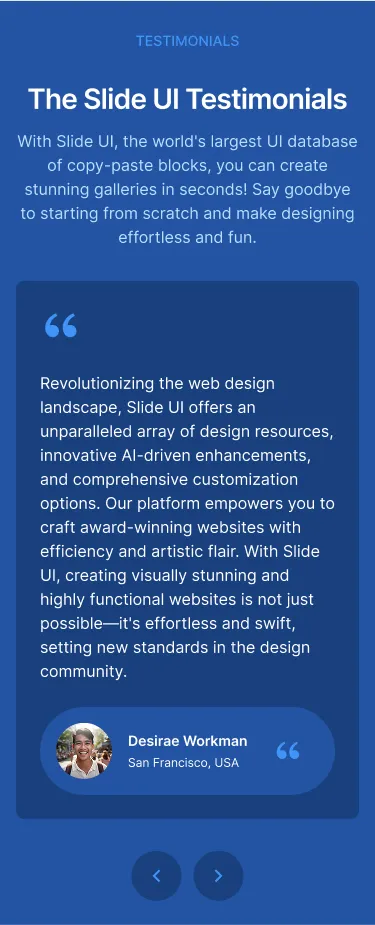 TESTIMONIALS
The Slide UI Testimonials
With Slide UI, the world's largest UI database
of copy-paste blocks, you can create
stunning galleries in seconds! Say goodbye
to starting from scratch and make designing
effortless and fun.
“
Revolutionizing the web design
landscape, Slide UI offers an
unparalleled array of design resources,
innovative AI-driven enhancements,
and comprehensive customization
options. Our platform empowers you to
craft award-winning websites with
efficiency and artistic flair. With Slide
UI, creating visually stunning and
highly functional websites is not just
possible—it's effortless and swift,
setting new standards in the design
community.
Desirae Workman
San Francisco, USA
“